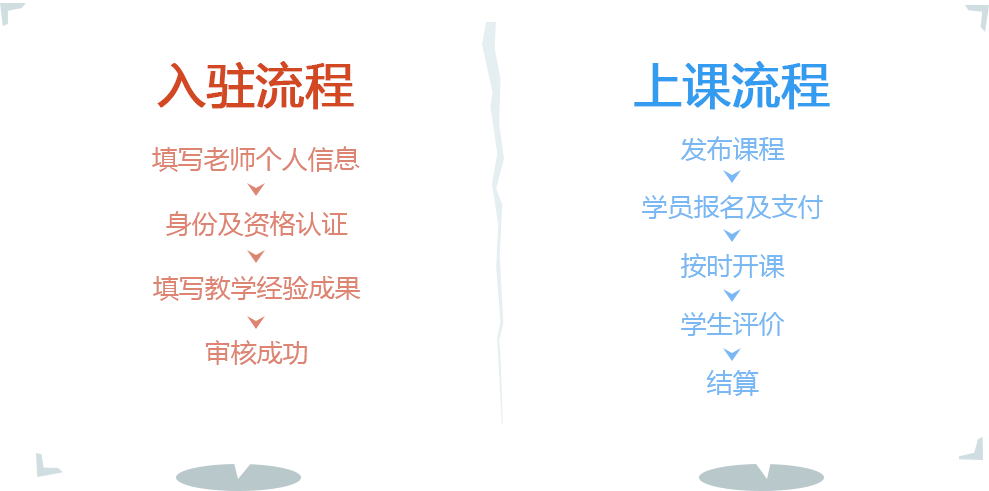 入驻流程
填写老师个人信息
身份及资格认证
填写教学经验成果
审核成功
上课流程
发布课程
学员报名及支付
按时开课
学生评价
结算